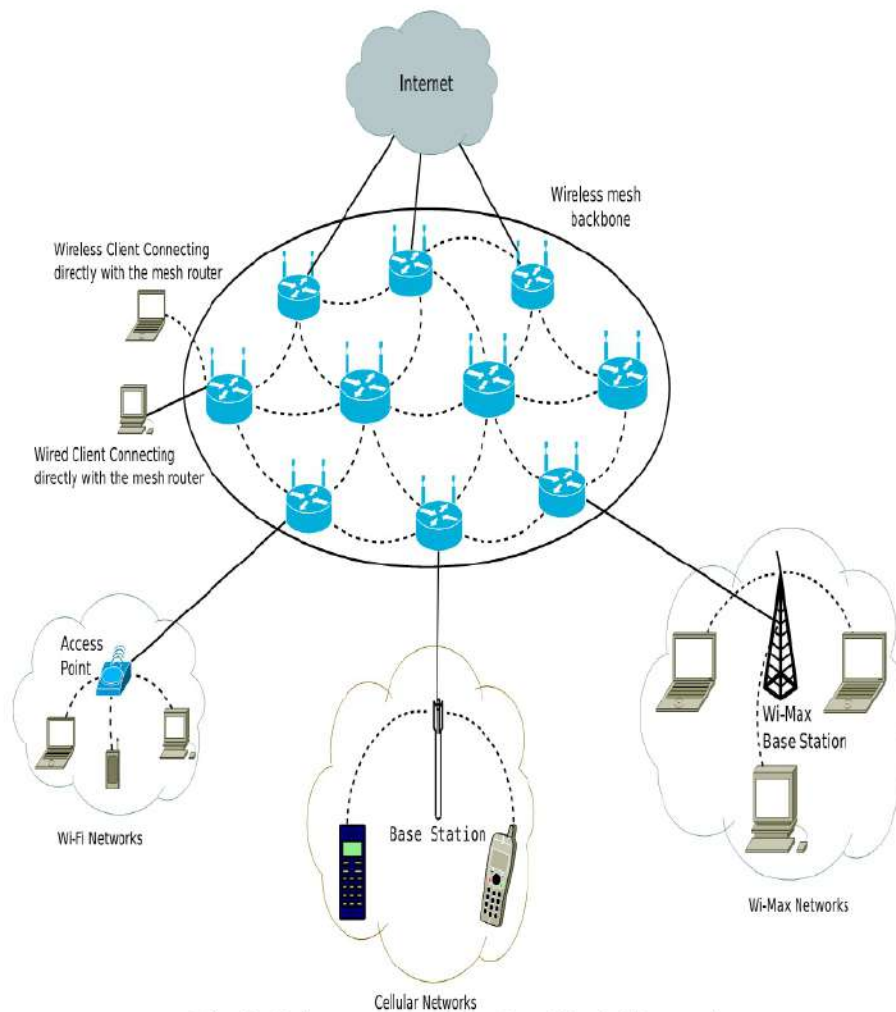 Internet
Wireless mesh
backbone
Wireless Client Connecting
directly with the mesh router
Wired Client Connecting
directly with the mesh router
Access
Point
Wi-Fi Networks
Base Station
Cellular Networks
Wi-Max
Base Station
Wi-Max Networks